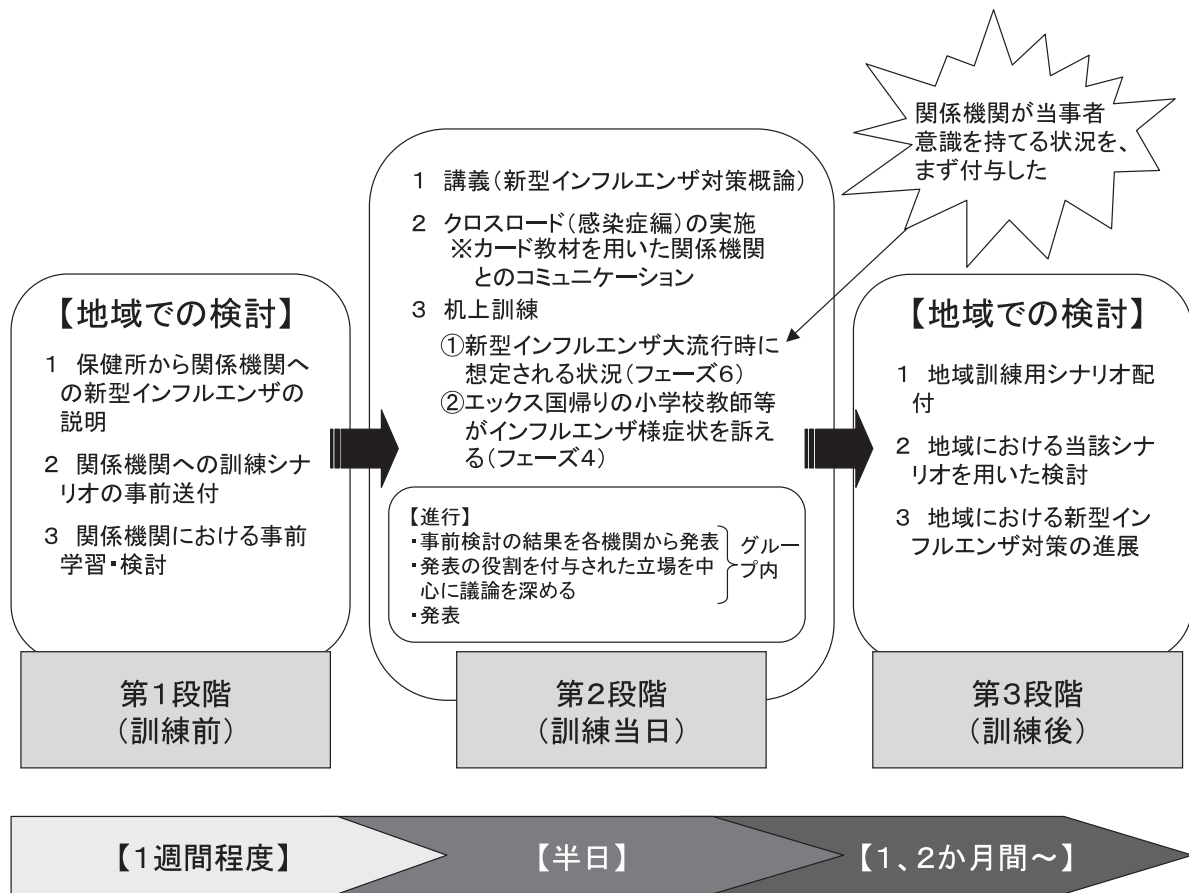 関係機関が当事者
意識を持てる状況を、
まず付与した
【地域での検討】
1 保健所から関係機関へ
の新型インフルエンザの
説明
2 関係機関への訓練シナ
リオの事前送付
3 関係機関における事前
学習・検討
第1段階
(訓練前)
1 講義(新型インフルエンザ対策概論)
2 クロスロード(感染症編)の実施
※カード教材を用いた関係機関
とのコミュニケーション
3 机上訓練
①新型インフルエンザ大流行時に
想定される状況(フェーズ6)
②エックス国帰りの小学校教師等
がインフルエンザ様症状を訴え
る(フェーズ4)
【進行】
・事前検討の結果を各機関から発表
・発表の役割を付与された立場を中
心に議論を深める
・発表
グルー
プ内
第2段階
(訓練当日)
【地域での検討】
1 地域訓練用シナリオ配
付
2 地域における当該シナ
リオを用いた検討
3 地域における新型イン
フルエンザ対策の進展
第3段階
(訓練後)
【1週間程度】
【半日】
【1、2か月間~】